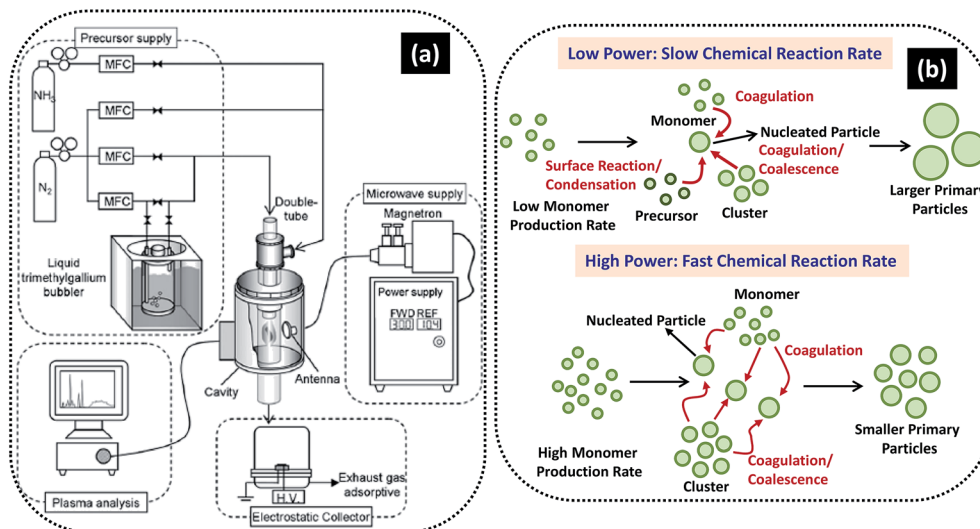 (a)
Precursor supply
NH₃
MFC
N₂
MFC
MFC
Liquid
trimethylgallium
bubbler
Double-
tube
Microwave supply
Magnetron
Power supply
FWD REF
300 104
Antenna
Cavity
Plasma analysis
H.V.
Exhaust gas
adsorptive
Electrostatic Collector
(b)
Low Power: Slow Chemical Reaction Rate
Monomer
Coagulation
Nucleated Particle
Coagulation/
Coalescence
Surface Reaction/
Condensation
Low Monomer
Production Rate
Precursor
Cluster
Larger Primary
Particles
High Power: Fast Chemical Reaction Rate
Monomer
Nucleated Particle
Coagulation
High Monomer
Production Rate
Cluster
Coagulation/
Coalescence
Smaller Primary
Particles